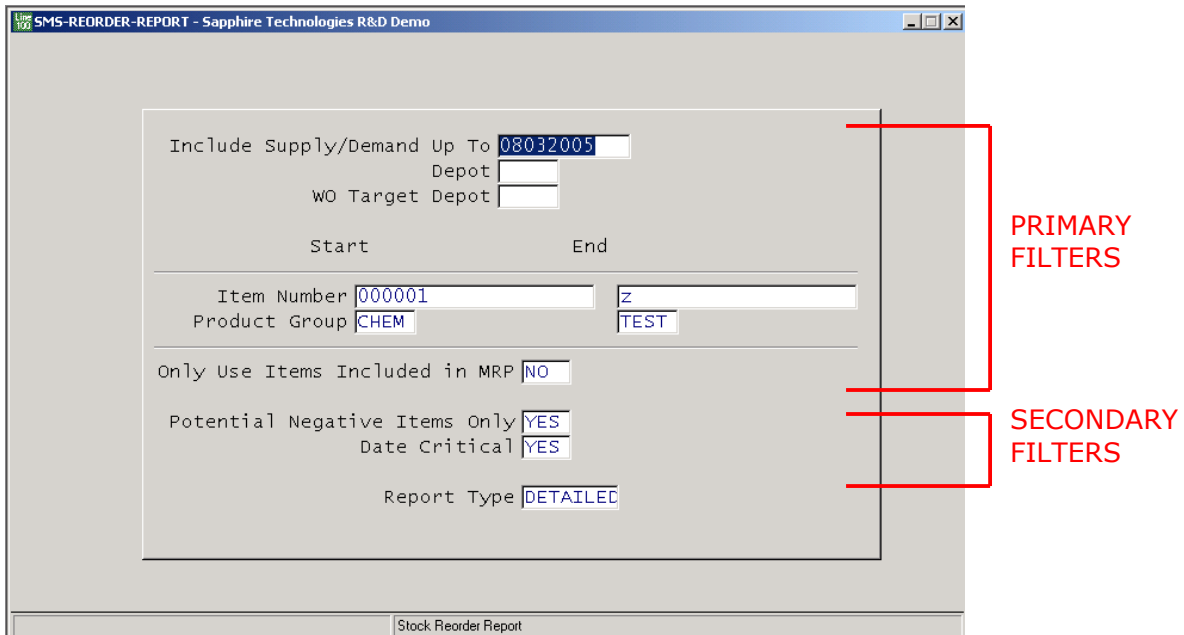 Line 100 SMS-REORDER-REPORT - Sapphire Technologies R&D Demo
Include Supply/Demand Up To 08032005
Depot
WO Target Depot
Start End
Item Number 000001 z
Product Group CHEM TEST
Only Use Items Included in MRP NO
Potential Negative Items Only YES
Date Critical YES
Report Type DETAILED
PRIMARY
FILTERS
SECONDARY
FILTERS
Stock Reorder Report